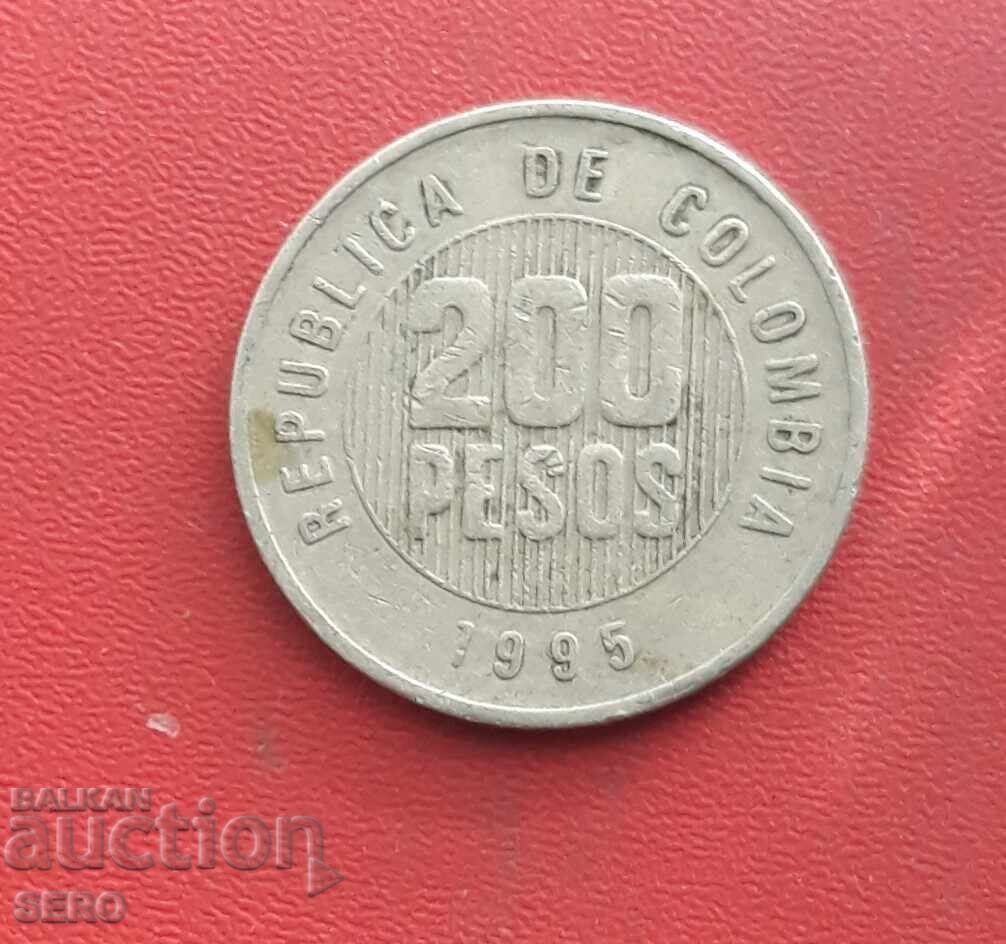 REPUBLICA DE COLOMBIA
200
PESOS
1995
BALKAN
auction
SERO